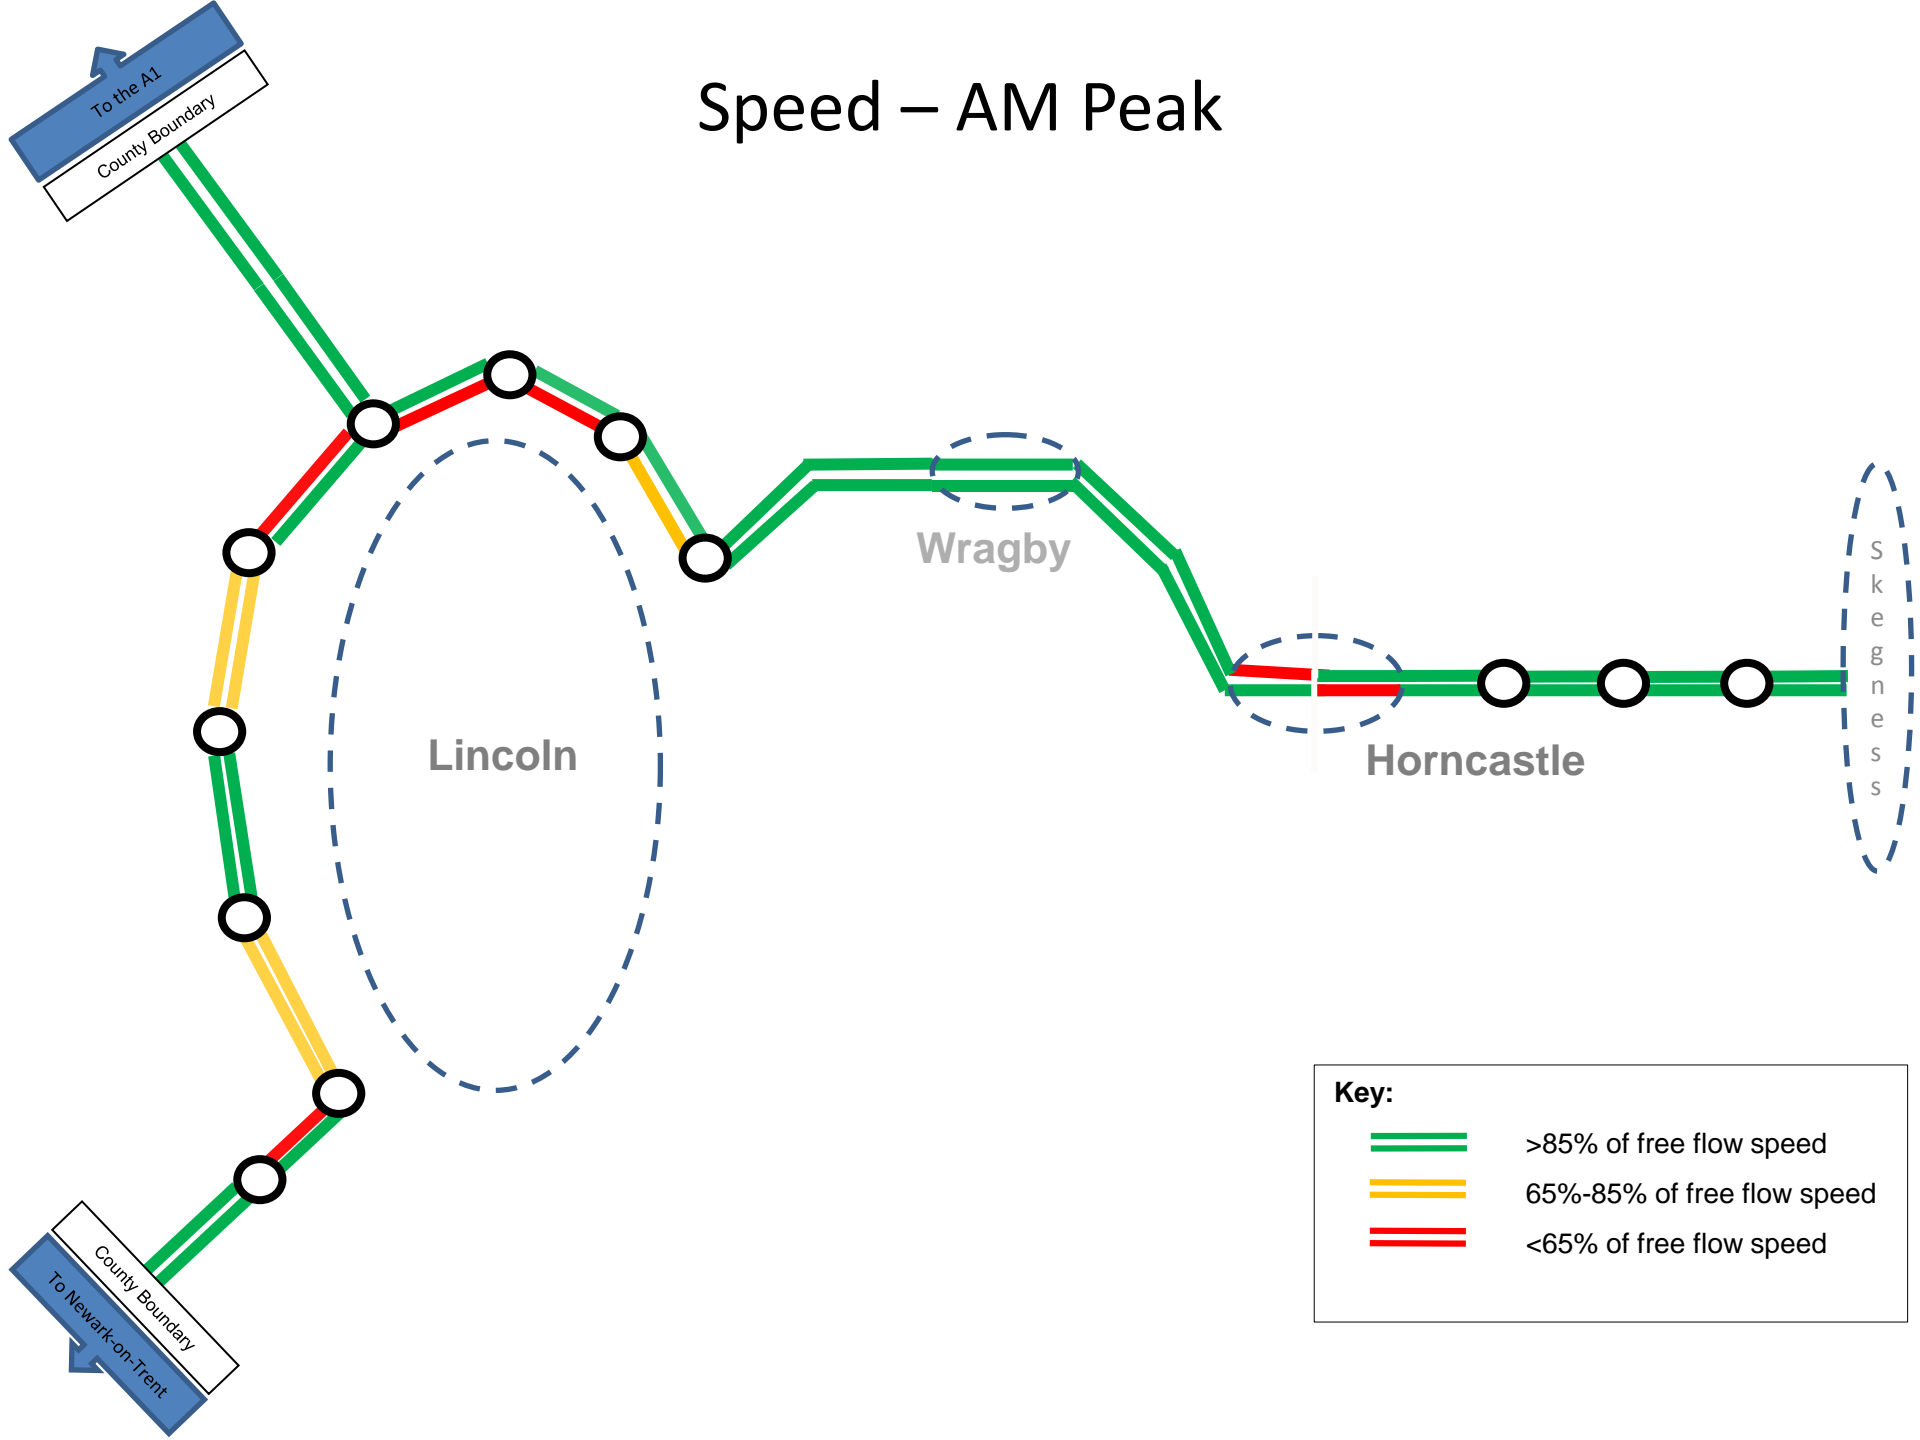 To the A1
County Boundary
Speed – AM Peak
Wragby
Skegness
Lincoln
Horncastle
Key:
>85% of free flow speed
65%-85% of free flow speed
<65% of free flow speed
County Boundary
To Newark-on-Trent